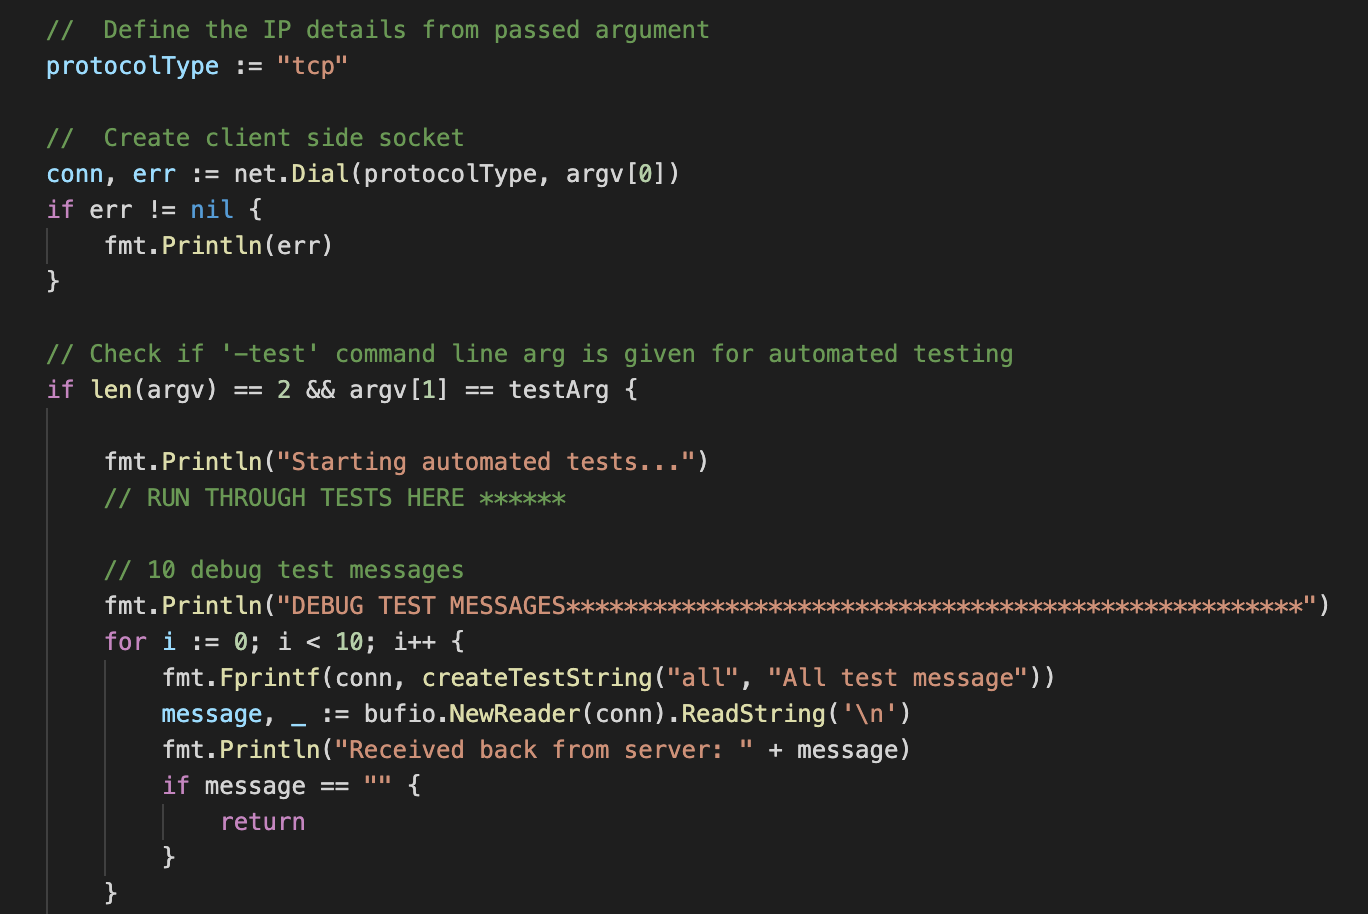 //  Define the IP details from passed argument
protocolType := "tcp"
//  Create client side socket
conn, err := net.Dial(protocolType, argv[0])
if err != nil {
fmt.Println(err)
}
// Check if '-test' command line arg is given for automated testing
if len(argv) == 2 && argv[1] == testArg {
fmt.Println("Starting automated tests...")
// RUN THROUGH TESTS HERE ******
// 10 debug test messages
fmt.Println("DEBUG TEST MESSAGES***************************************************")
for i := 0; i < 10; i++ {
fmt.Fprintf(conn, createTestString("all", "All test message"))
message, _ := bufio.NewReader(conn).ReadString('\n')
fmt.Println("Received back from server: " + message)
if message == "" {
return
}
}